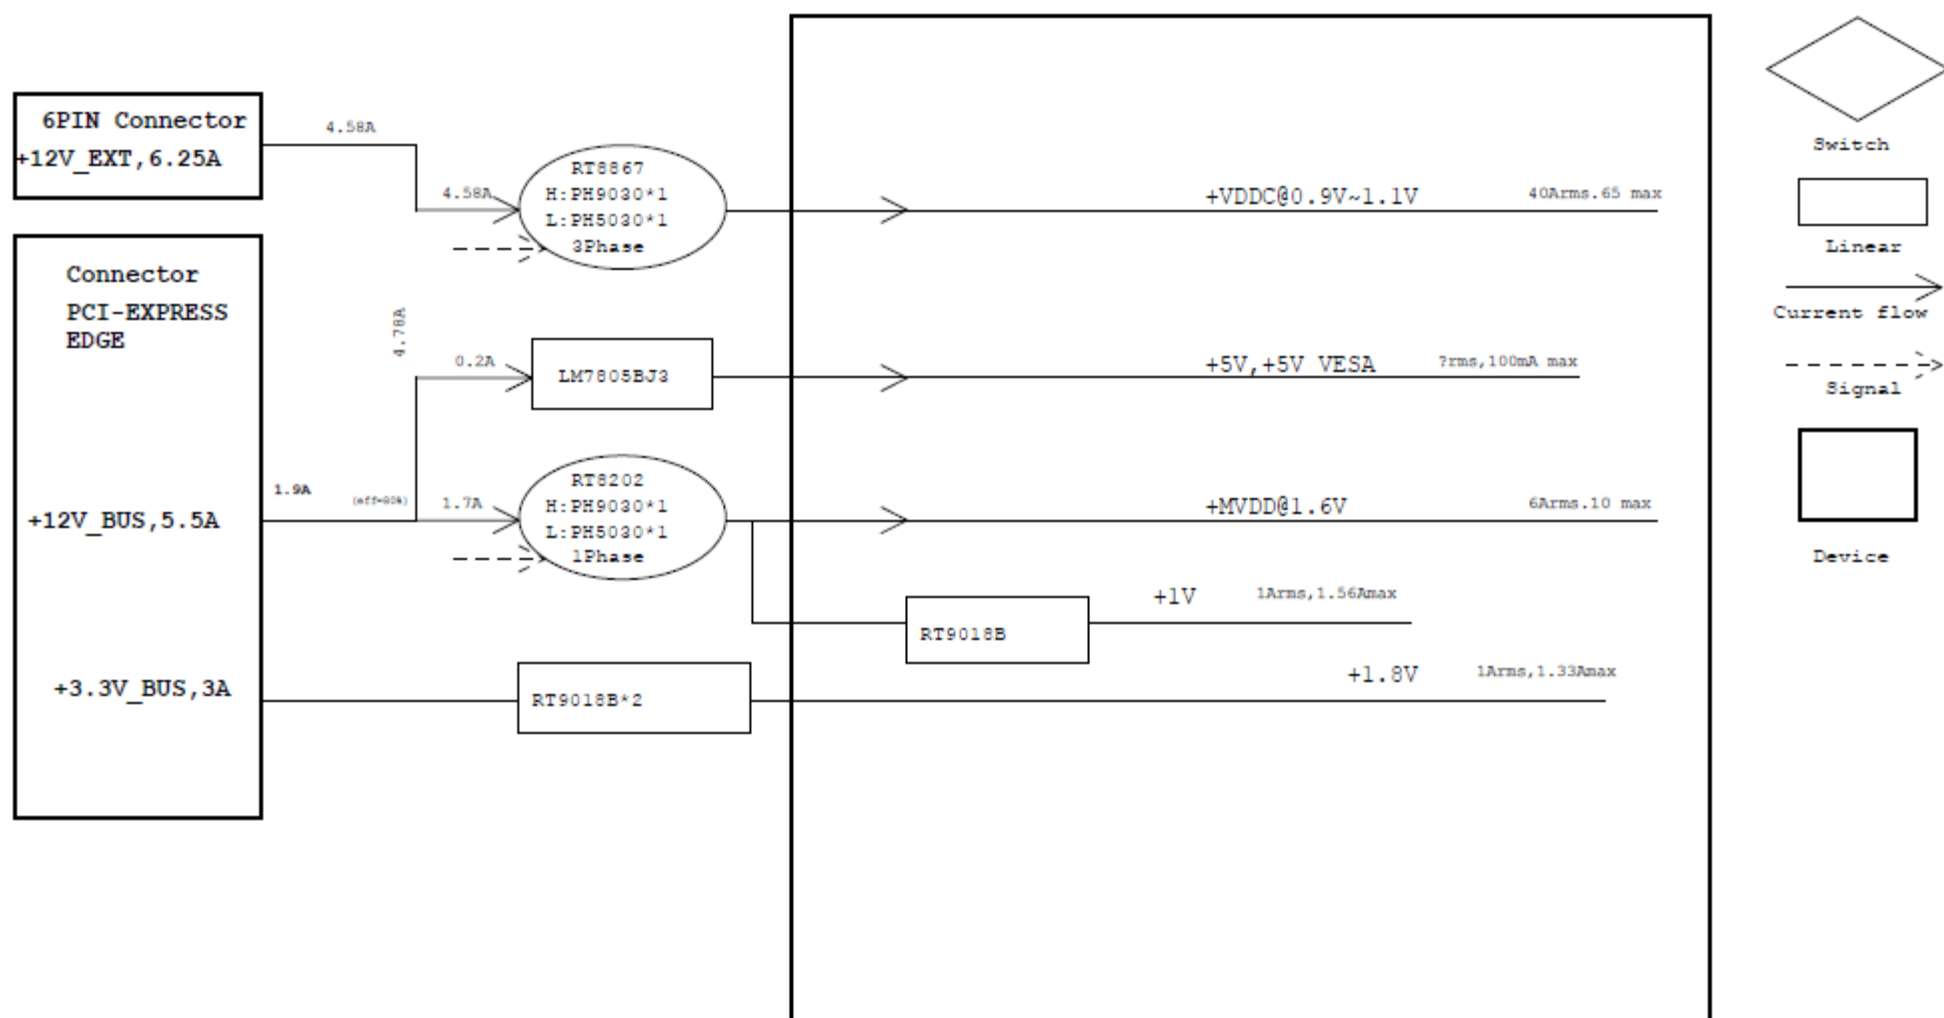 6PIN Connector
+12V_EXT,6.25A
4.58A
4.58A
RT8867
H:PH9030*1
L:PH5030*1
3Phase
+VDDC@0.9V~1.1V
40Arms.65 max
Connector
PCI-EXPRESS
EDGE
4.78A
0.2A
LM7805BJ3
+5V,+5V VESA
?rms,100mA max
+12V_BUS,5.5A
1.9A
(eff=80%)
1.7A
RT8202
H:PH9030*1
L:PH5030*1
1Phase
+MVDD@1.6V
6Arms.10 max
RT9018B
+1V
1Arms,1.56Amax
+3.3V_BUS,3A
RT9018B*2
+1.8V
1Arms,1.33Amax
Switch
Linear
Current flow
Signal
Device